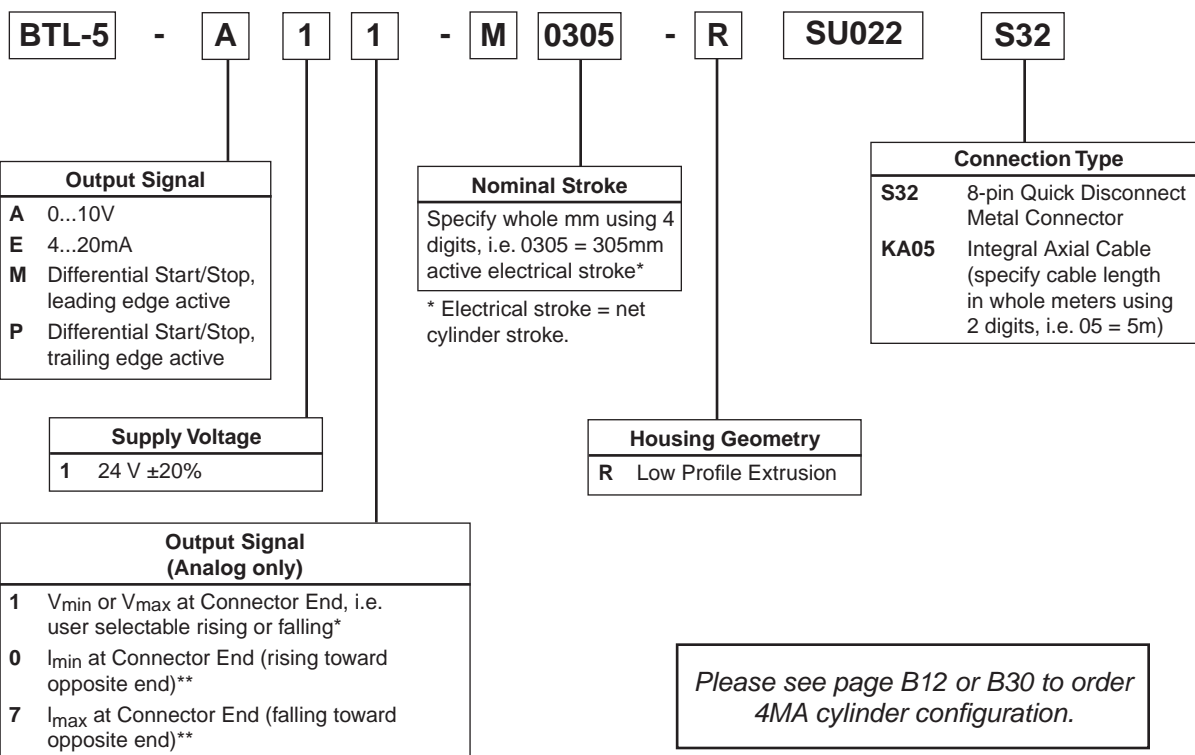 BTL-5 - A 1 1 - M 0305 - R SU022 S32
Output Signal
A 0...10V
E 4...20mA
M Differential Start/Stop,
leading edge active
P Differential Start/Stop,
trailing edge active
Nominal Stroke
Specify whole mm using 4
digits, i.e. 0305 = 305mm
active electrical stroke*
* Electrical stroke = net
cylinder stroke.
Connection Type
S32 8-pin Quick Disconnect
Metal Connector
KA05 Integral Axial Cable
(specify cable length
in whole meters using
2 digits, i.e. 05 = 5m)
Supply Voltage
1 24 V ±20%
Housing Geometry
R Low Profile Extrusion
Output Signal
(Analog only)
1 Vmin or Vmax at Connector End, i.e.
user selectable rising or falling*
0 Imin at Connector End (rising toward
opposite end)**
7 Imax at Connector End (falling toward
opposite end)**
Please see page B12 or B30 to order
4MA cylinder configuration.